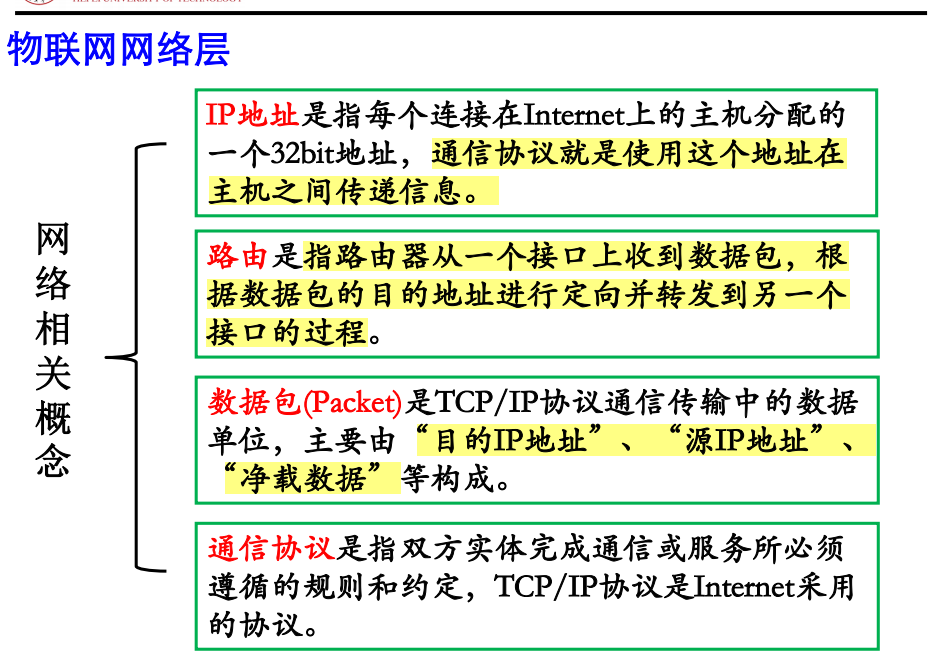 HEFEI UNIVERSITY OF TECHNOLOGY
物联网网络层
网络相关概念
IP地址是指每个连接在Internet上的主机分配的
一个32bit地址，通信协议就是使用这个地址在
主机之间传递信息。
路由是指路由器从一个接口上收到数据包，根
据数据包的目的地址进行定向并转发到另一个
接口的过程。
数据包(Packet)是TCP/IP协议通信传输中的数据
单位，主要由“目的IP地址”、“源IP地址”、
“净载数据”等构成。
通信协议是指双方实体完成通信或服务所必须
遵循的规则和约定，TCP/IP协议是Internet采用
的协议。